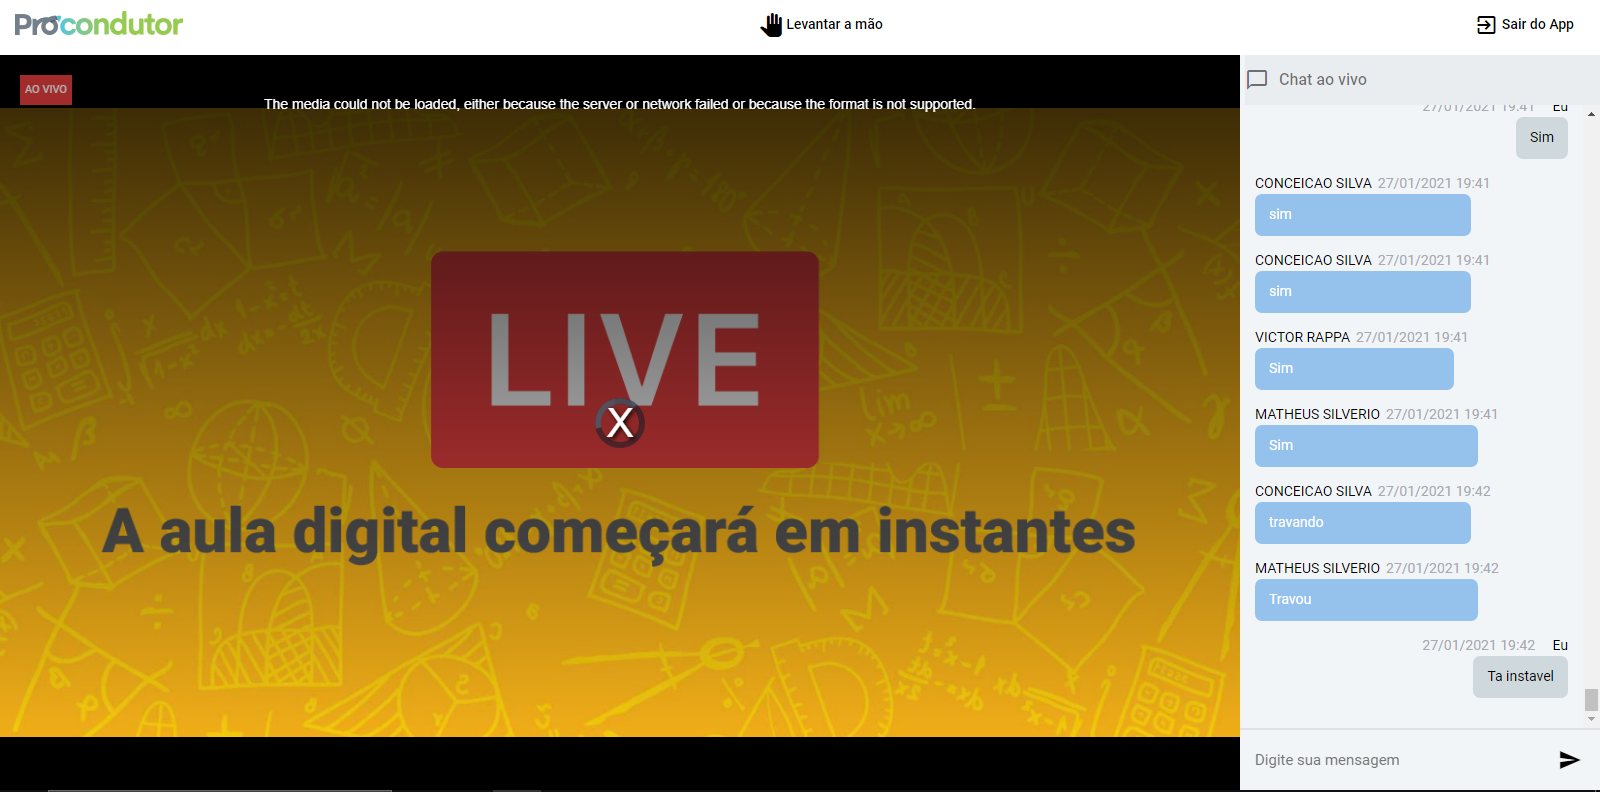 Procondutor
Levantar a mão
Sair do App
AO VIVO
The media could not be loaded, either because the server or network failed or because the format is not supported.
LIVE
X
A aula digital começará em instantes
Chat ao vivo
27/01/2021 19:41 Eu
Sim
CONCEICAO SILVA 27/01/2021 19:41
sim
CONCEICAO SILVA 27/01/2021 19:41
sim
VICTOR RAPPA 27/01/2021 19:41
Sim
MATHEUS SILVERIO 27/01/2021 19:41
Sim
CONCEICAO SILVA 27/01/2021 19:42
travando
MATHEUS SILVERIO 27/01/2021 19:42
Travou
27/01/2021 19:42 Eu
Ta instavel
Digite sua mensagem